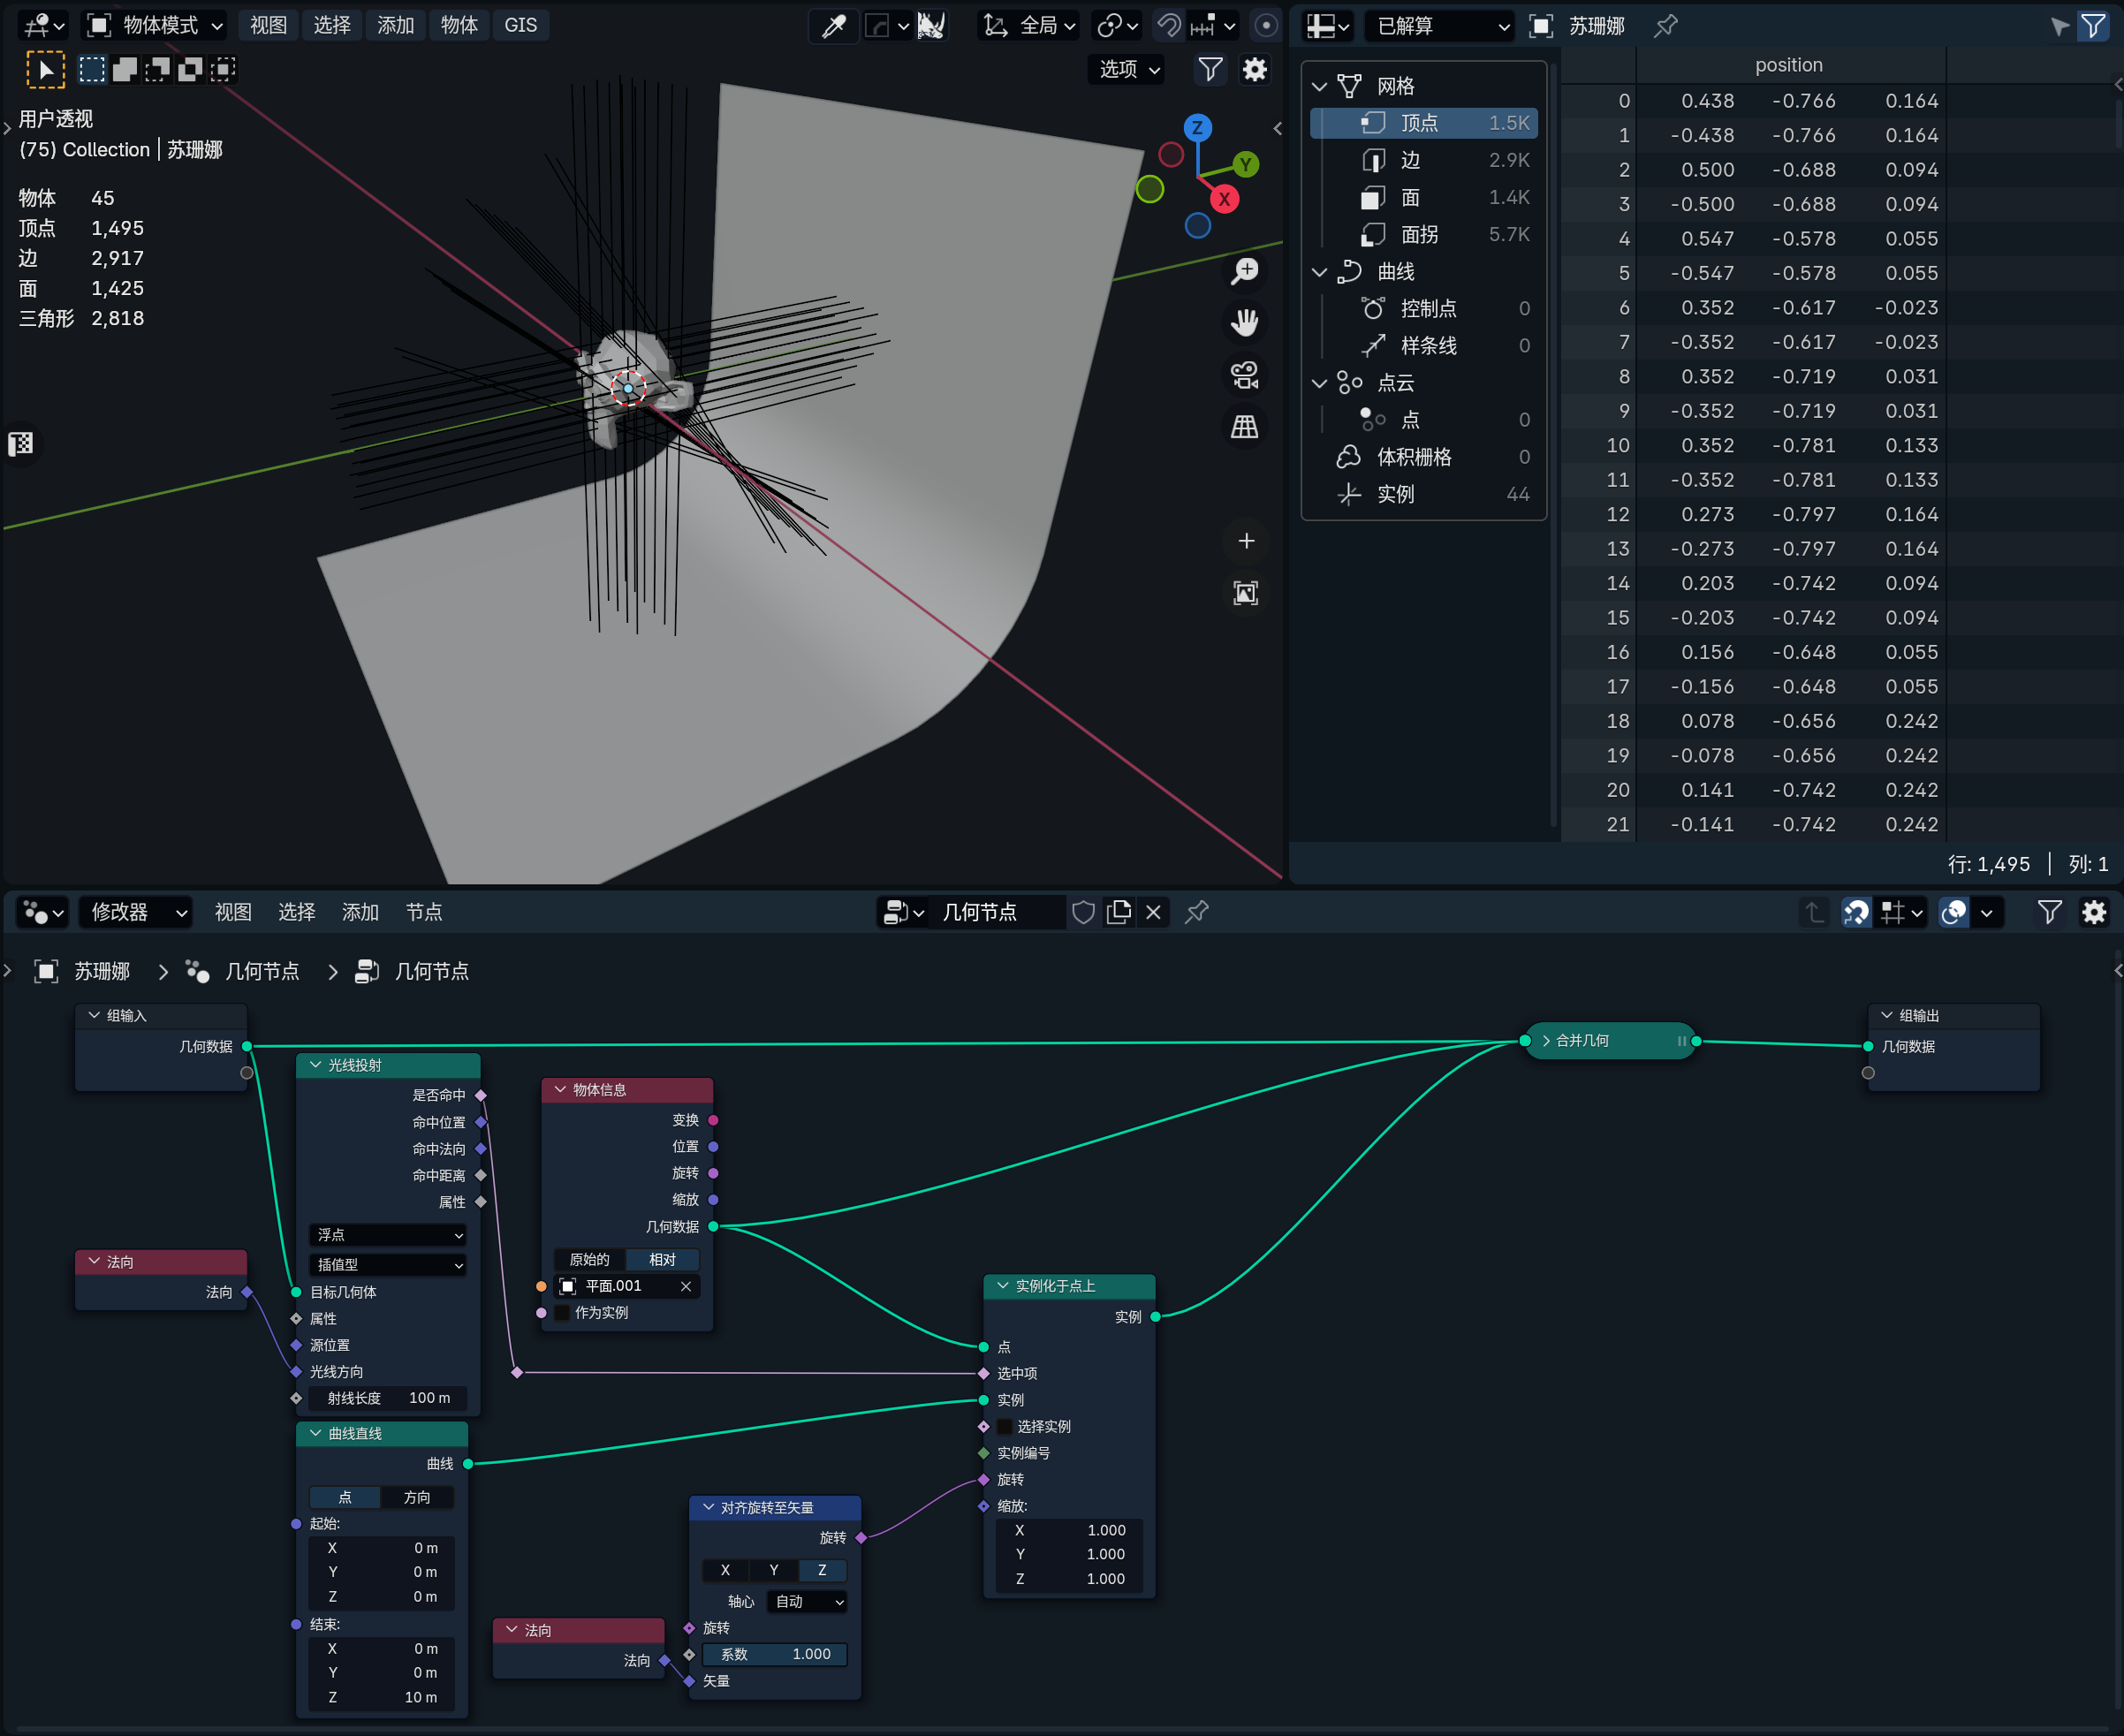 物体模式 视图 选择 添加 物体 GIS 全局
选项
用户透视
(75) Collection | 苏珊娜
物体 45
顶点 1,495
边 2,917
面 1,425
三角形 2,818
Z
Y
X
已解算 苏珊娜
网格
顶点 1.5K
边 2.9K
面 1.4K
面拐 5.7K
曲线
控制点 0
样条线 0
点云
点 0
体积栅格 0
实例 44
position
0 0.438 -0.766 0.164
1 -0.438 -0.766 0.164
2 0.500 -0.688 0.094
3 -0.500 -0.688 0.094
4 0.547 -0.578 0.055
5 -0.547 -0.578 0.055
6 0.352 -0.617 -0.023
7 -0.352 -0.617 -0.023
8 0.352 -0.719 0.031
9 -0.352 -0.719 0.031
10 0.352 -0.781 0.133
11 -0.352 -0.781 0.133
12 0.273 -0.797 0.164
13 -0.273 -0.797 0.164
14 0.203 -0.742 0.094
15 -0.203 -0.742 0.094
16 0.156 -0.648 0.055
17 -0.156 -0.648 0.055
18 0.078 -0.656 0.242
19 -0.078 -0.656 0.242
20 0.141 -0.742 0.242
21 -0.141 -0.742 0.242
行: 1,495 | 列: 1
修改器 视图 选择 添加 节点 几何节点
苏珊娜 > 几何节点 > 几何节点
组输入
几何数据
光线投射
是否命中
命中位置
命中法向
命中距离
属性
浮点
插值型
目标几何体
属性
源位置
光线方向
射线长度 100 m
法向
法向
物体信息
变换
位置
旋转
缩放
几何数据
原始的 相对
平面.001
作为实例
曲线直线
曲线
点 方向
起始:
X 0 m
Y 0 m
Z 0 m
结束:
X 0 m
Y 0 m
Z 10 m
法向
法向
对齐旋转至矢量
旋转
X Y Z
轴心 自动
旋转
系数 1.000
矢量
实例化于点上
实例
点
选中项
实例
选择实例
实例编号
旋转
缩放:
X 1.000
Y 1.000
Z 1.000
合并几何
组输出
几何数据